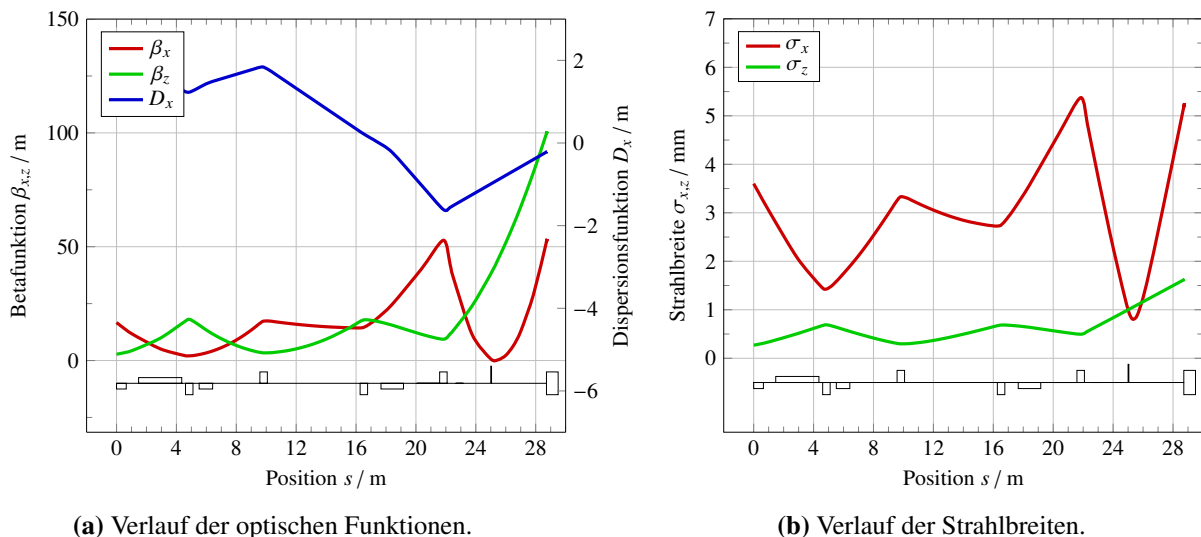 150
100
50
0
Betafunktion βx,z / m
βx
βz
Dx
2
0
−2
−4
−6
Dispersionsfunktion Dx / m
0 4 8 12 16 20 24 28
Position s / m
(a) Verlauf der optischen Funktionen.
7
6
5
4
3
2
1
0
Strahlbreite σx,z / mm
σx
σz
0 4 8 12 16 20 24 28
Position s / m
(b) Verlauf der Strahlbreiten.